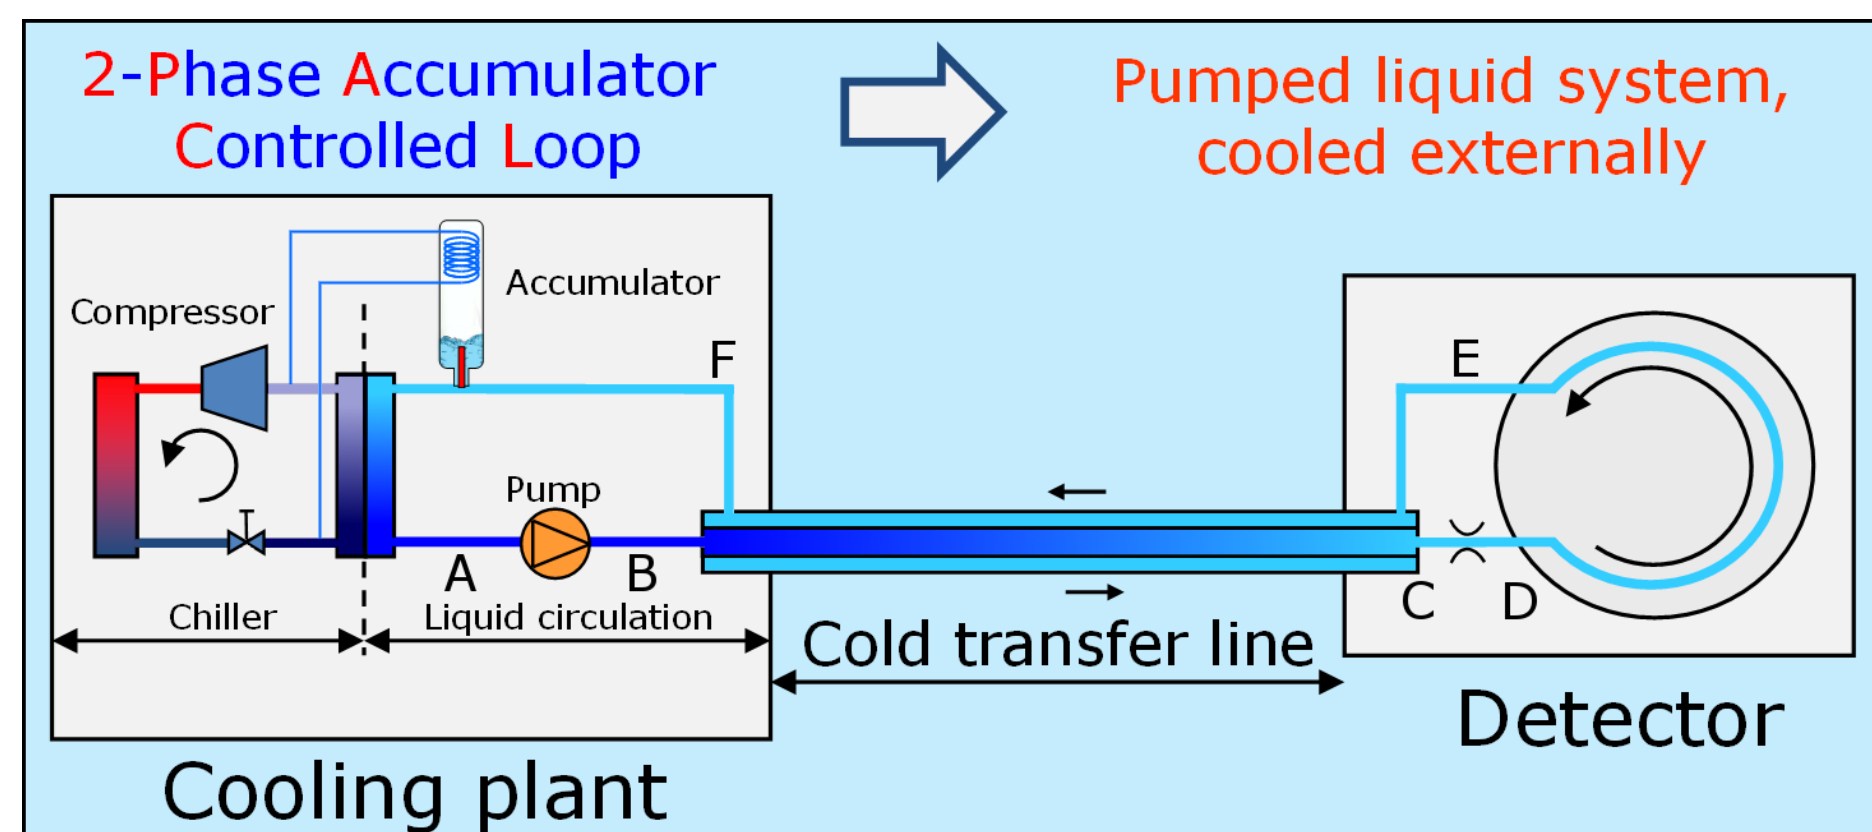 2-Phase Accumulator
Controlled Loop
Pumped liquid system,
cooled externally
Accumulator
Compressor
F
E
Pump
A
B
C
D
Chiller
Liquid circulation
Cold transfer line
Detector
Cooling plant